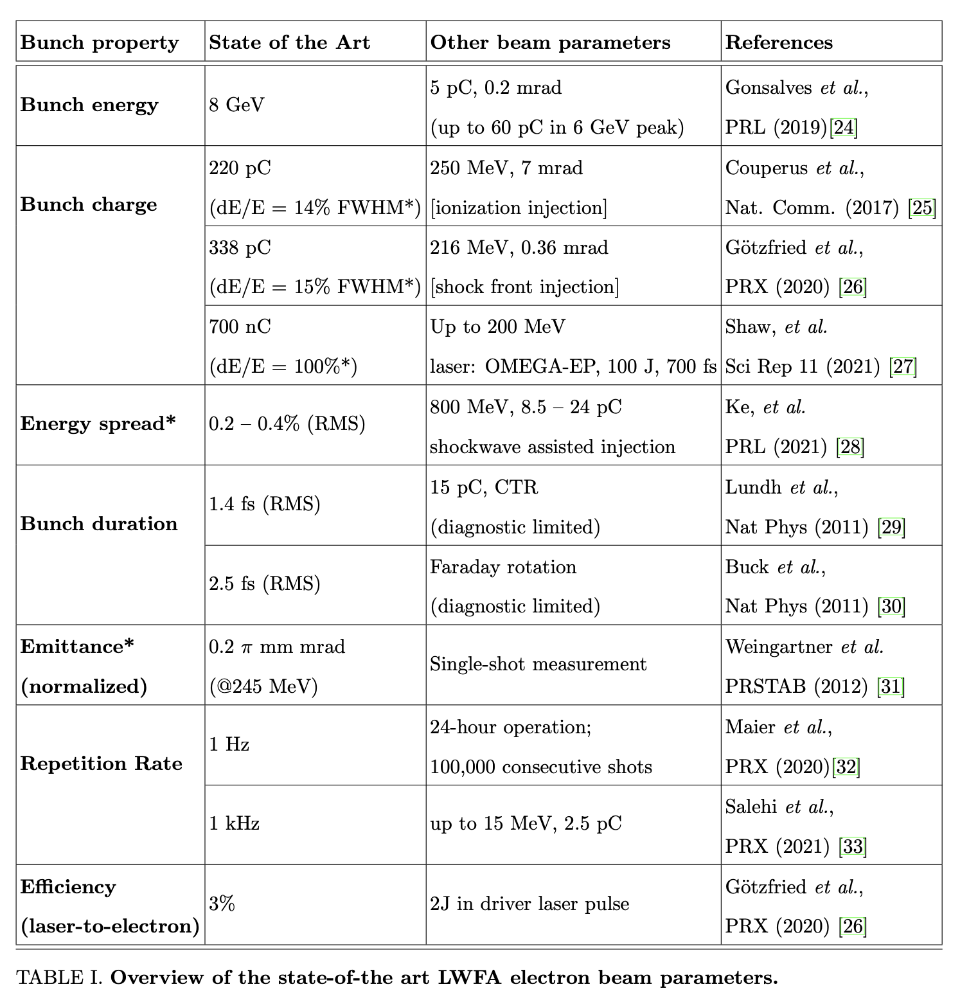 Bunch property State of the Art Other beam parameters References
Bunch energy 8 GeV 5 pC, 0.2 mrad Gonsalves et al.,
(up to 60 pC in 6 GeV peak) PRL (2019)[24]
Bunch charge 220 pC 250 MeV, 7 mrad Couperus et al.,
(dE/E = 14% FWHM*) [ionization injection] Nat. Comm. (2017) [25]
338 pC 216 MeV, 0.36 mrad Götzfried et al.,
(dE/E = 15% FWHM*) [shock front injection] PRX (2020) [26]
700 nC Up to 200 MeV Shaw, et al.
(dE/E = 100%*) laser: OMEGA-EP, 100 J, 700 fs Sci Rep 11 (2021) [27]
Energy spread* 0.2 – 0.4% (RMS) 800 MeV, 8.5 – 24 pC Ke, et al.
shockwave assisted injection PRL (2021) [28]
Bunch duration 1.4 fs (RMS) 15 pC, CTR Lundh et al.,
(diagnostic limited) Nat Phys (2011) [29]
2.5 fs (RMS) Faraday rotation Buck et al.,
(diagnostic limited) Nat Phys (2011) [30]
Emittance* 0.2 π mm mrad Single-shot measurement Weingartner et al.
(normalized) (@245 MeV) PRSTAB (2012) [31]
Repetition Rate 1 Hz 24-hour operation; Maier et al.,
100,000 consecutive shots PRX (2020)[32]
1 kHz up to 15 MeV, 2.5 pC Salehi et al.,
PRX (2021) [33]
Efficiency 3% 2J in driver laser pulse Götzfried et al.,
(laser-to-electron) PRX (2020) [26]
TABLE I. Overview of the state-of-the art LWFA electron beam parameters.